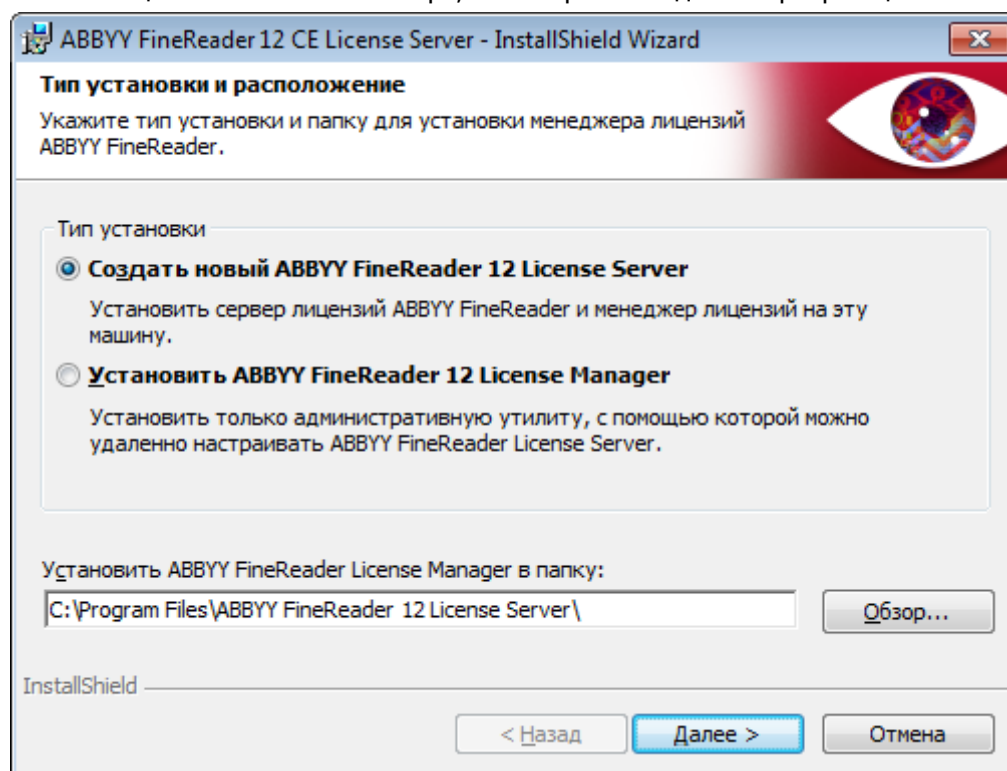 ABBYY FineReader 12 CE License Server - InstallShield Wizard
Тип установки и расположение
Укажите тип установки и папку для установки менеджера лицензий
ABBYY FineReader.
Тип установки
Создать новый ABBYY FineReader 12 License Server
Установить сервер лицензий ABBYY FineReader и менеджер лицензий на эту
машину.
Установить ABBYY FineReader 12 License Manager
Установить только административную утилиту, с помощью которой можно
удаленно настраивать ABBYY FineReader License Server.
Установить ABBYY FineReader License Manager в папку:
C:\Program Files\ABBYY FineReader 12 License Server\
Обзор...
InstallShield
< Назад
Далее >
Отмена